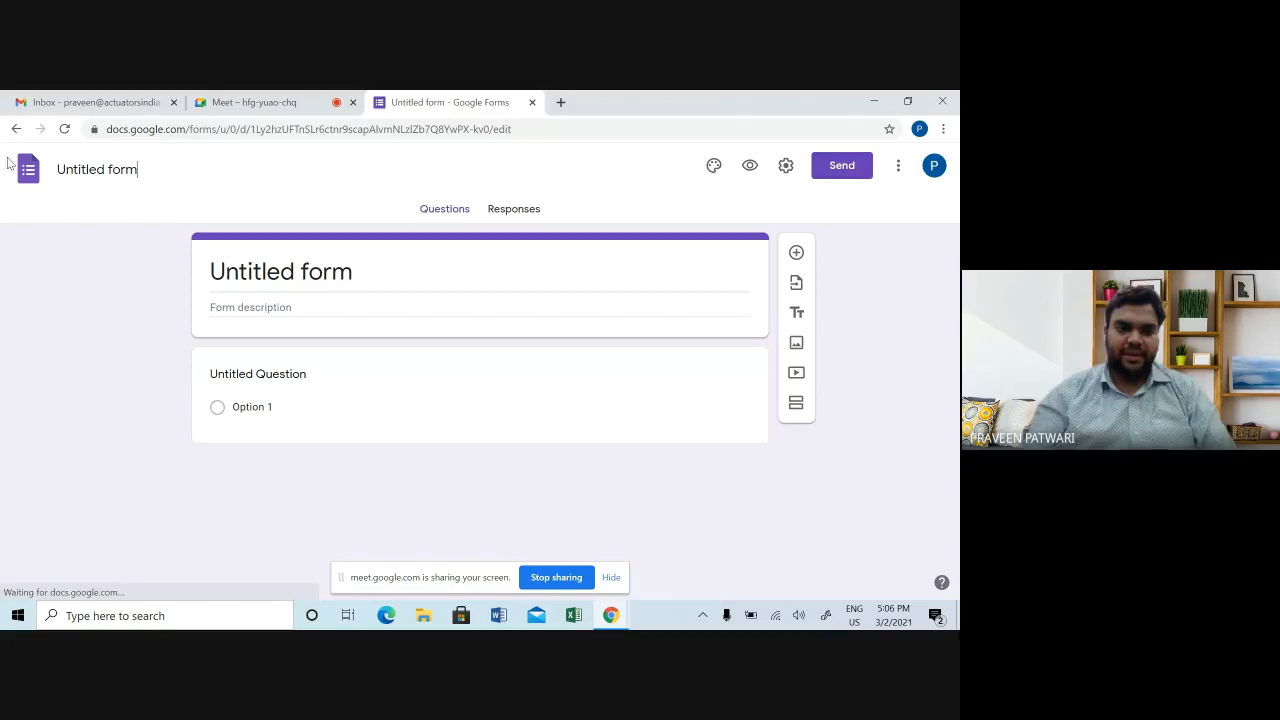 Inbox - praveen@actuatorsindia
Meet – hfg-yuao-chq
Untitled form - Google Forms
docs.google.com/forms/u/0/d/1Ly2hzUFTnSLr6ctnr9scapAlvmNLzlZb7Q8YwPX-kv0/edit
P
Untitled form
Send
P
Questions
Responses
Untitled form
Form description
Tт
Untitled Question
Option 1
PRAVEEN PATWARI
meet.google.com is sharing your screen.
Stop sharing
Hide
Waiting for docs.google.com...
Type here to search
ENG
US
5:06 PM
3/2/2021
2